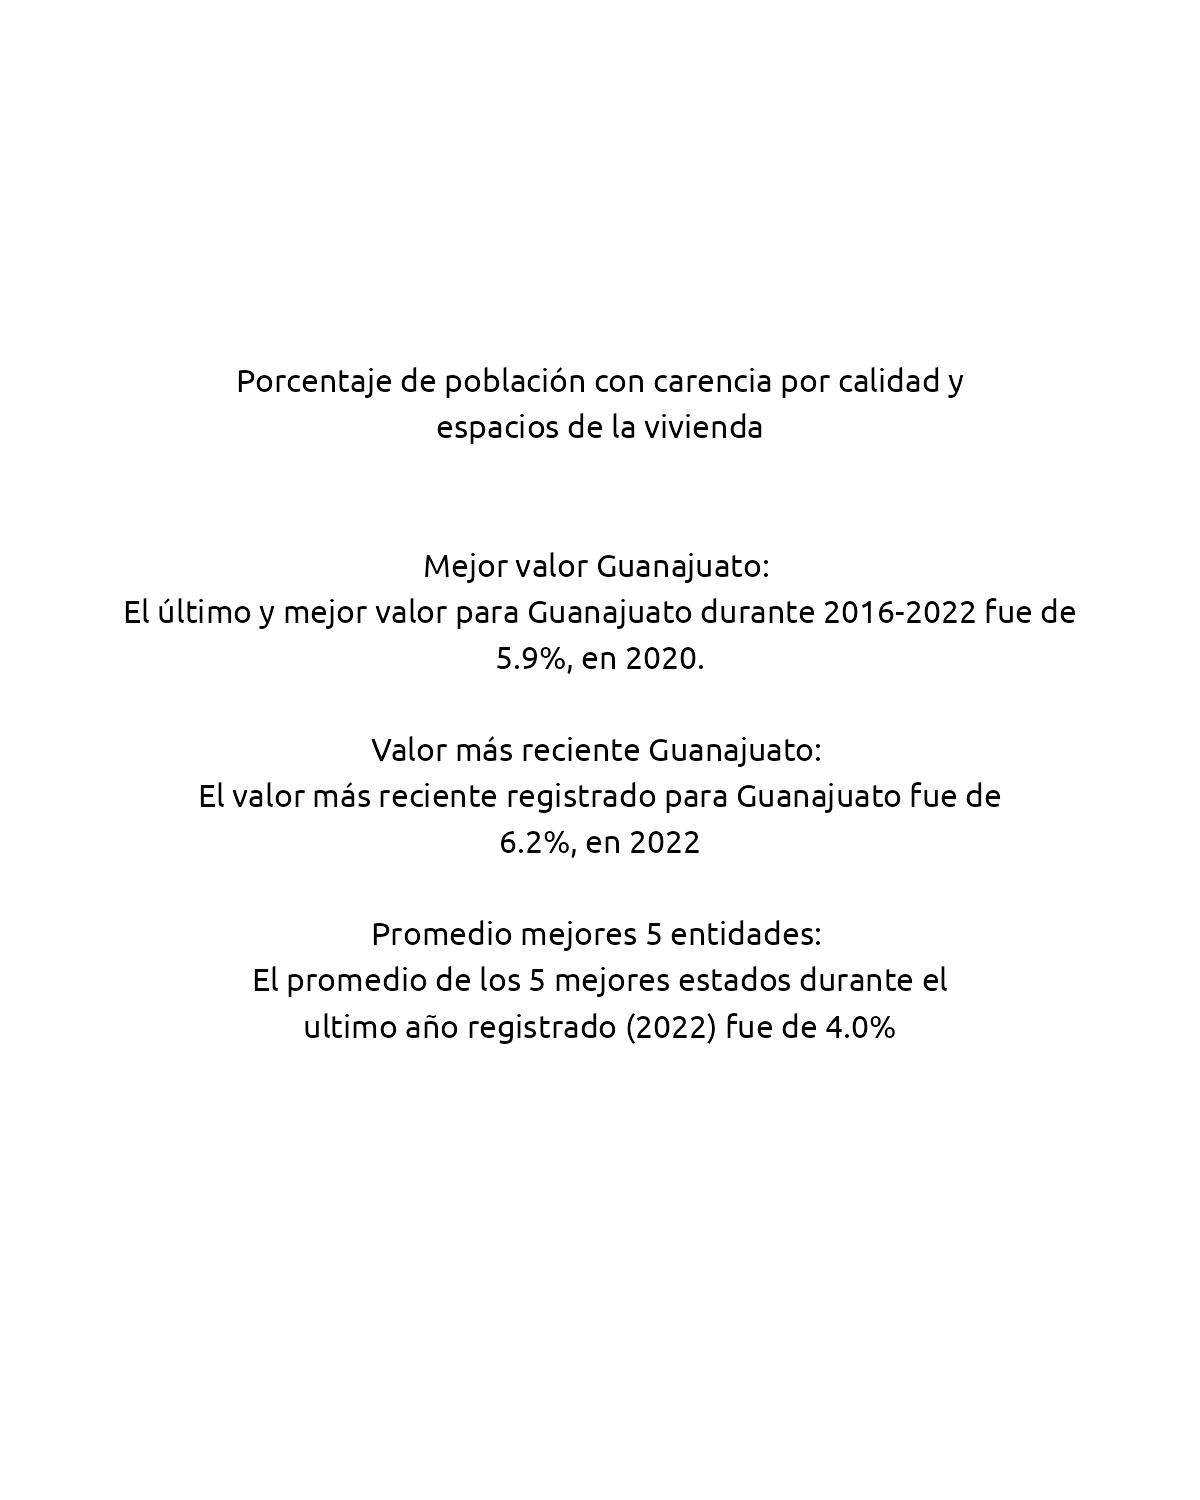 Porcentaje de población con carencia por calidad y
espacios de la vivienda
Mejor valor Guanajuato:
El último y mejor valor para Guanajuato durante 2016-2022 fue de
5.9%, en 2020.
Valor más reciente Guanajuato:
El valor más reciente registrado para Guanajuato fue de
6.2%, en 2022
Promedio mejores 5 entidades:
El promedio de los 5 mejores estados durante el
ultimo año registrado (2022) fue de 4.0%